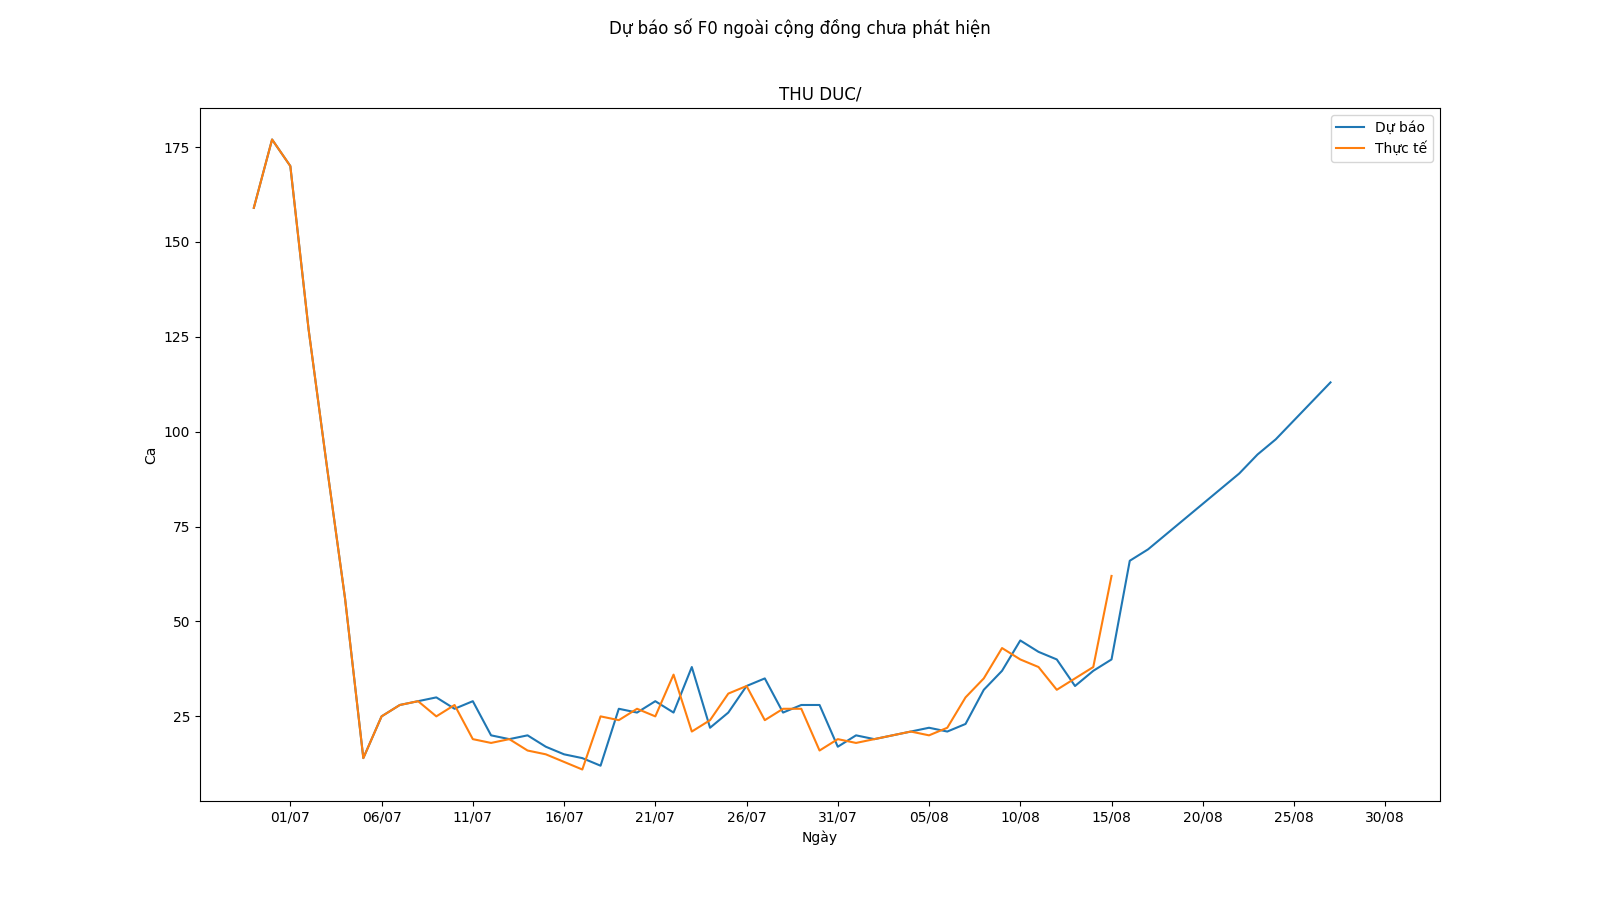 Dự báo số F0 ngoài cộng đồng chưa phát hiện
THU DUC/
Dự báo
Thực tế
175
150
125
100
75
50
25
Ca
01/07 06/07 11/07 16/07 21/07 26/07 31/07 05/08 10/08 15/08 20/08 25/08 30/08
Ngày